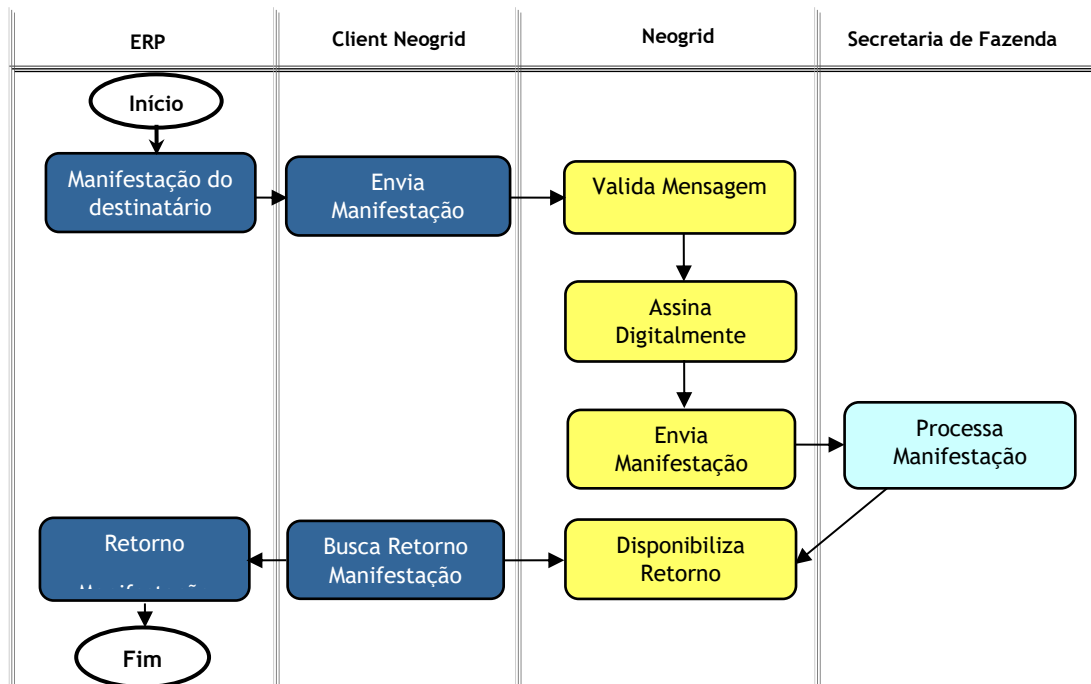 ERP
Client Neogrid
Neogrid
Secretaria de Fazenda
Início
Manifestação do
destinatário
Envia
Manifestação
Valida Mensagem
Assina
Digitalmente
Envia
Manifestação
Processa
Manifestação
Retorno
Busca Retorno
Manifestação
Disponibiliza
Retorno
Fim